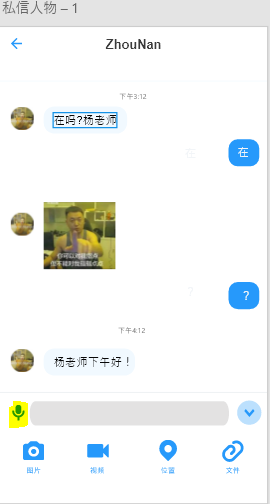 私信人物 – 1
ZhouNan
下午3:12
在吗?杨老师
在
在
?
?
下午4:12
杨老师下午好！
图片
视频
位置
文件